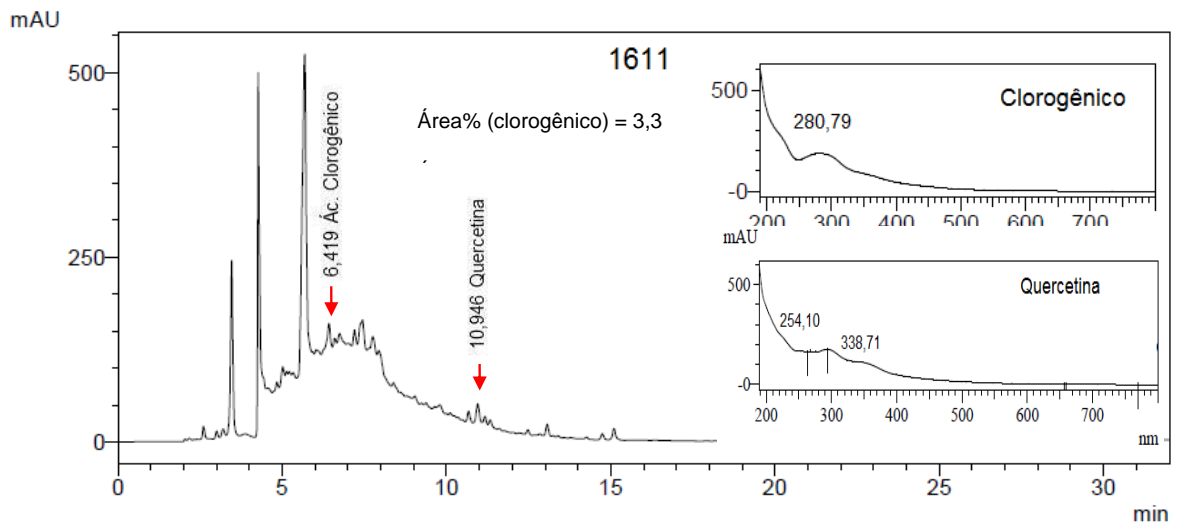 mAU
1611
500
250
0
Área% (clorogênico) = 3,3
6,419 Ác. Clorogênico
10,946 Quercetina
0 5 10 15 20 25 30
min
Clorogênico
500
280,79
-0
200 300 400 500 600 700
mAU
Quercetina
500
254,10
338,71
-0
200 300 400 500 600 700
nm